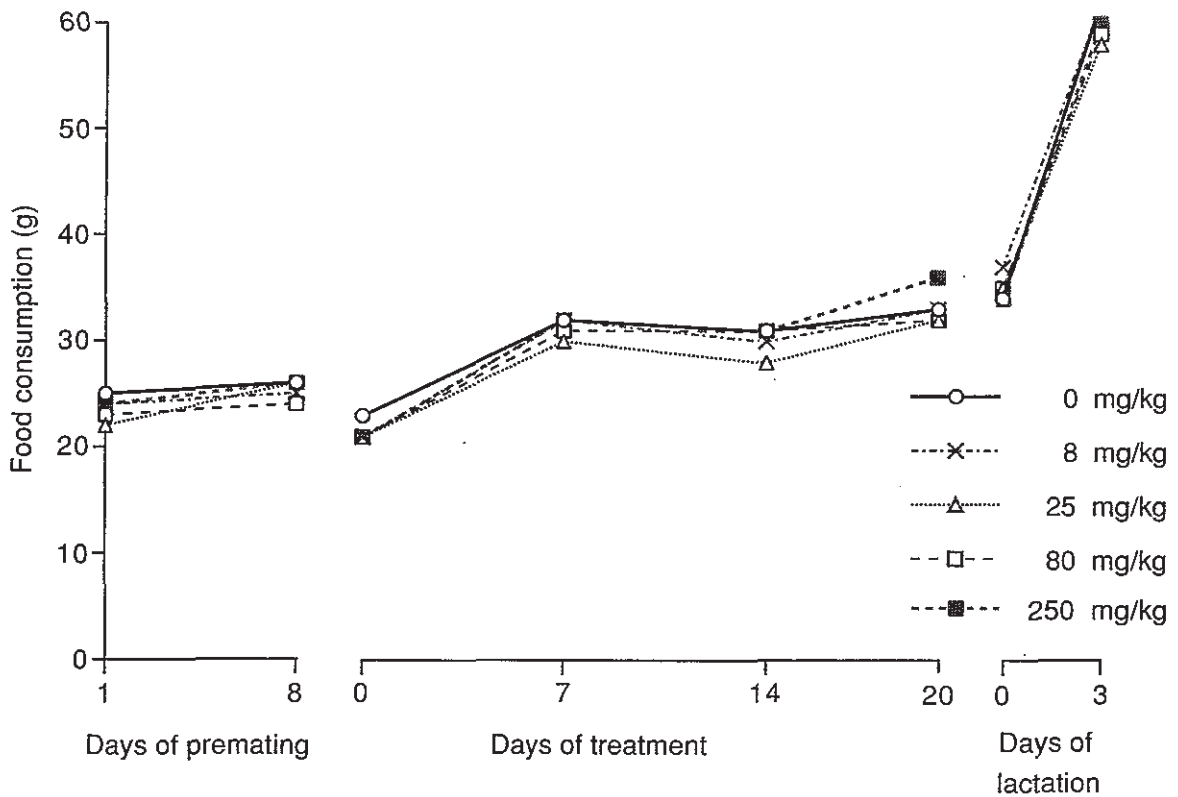 60
50
40
30
20
10
0
Food consumption (g)
1 8
0 7 14 20
0 3
Days of premating
Days of treatment
Days of
lactation
0 mg/kg
8 mg/kg
25 mg/kg
80 mg/kg
250 mg/kg